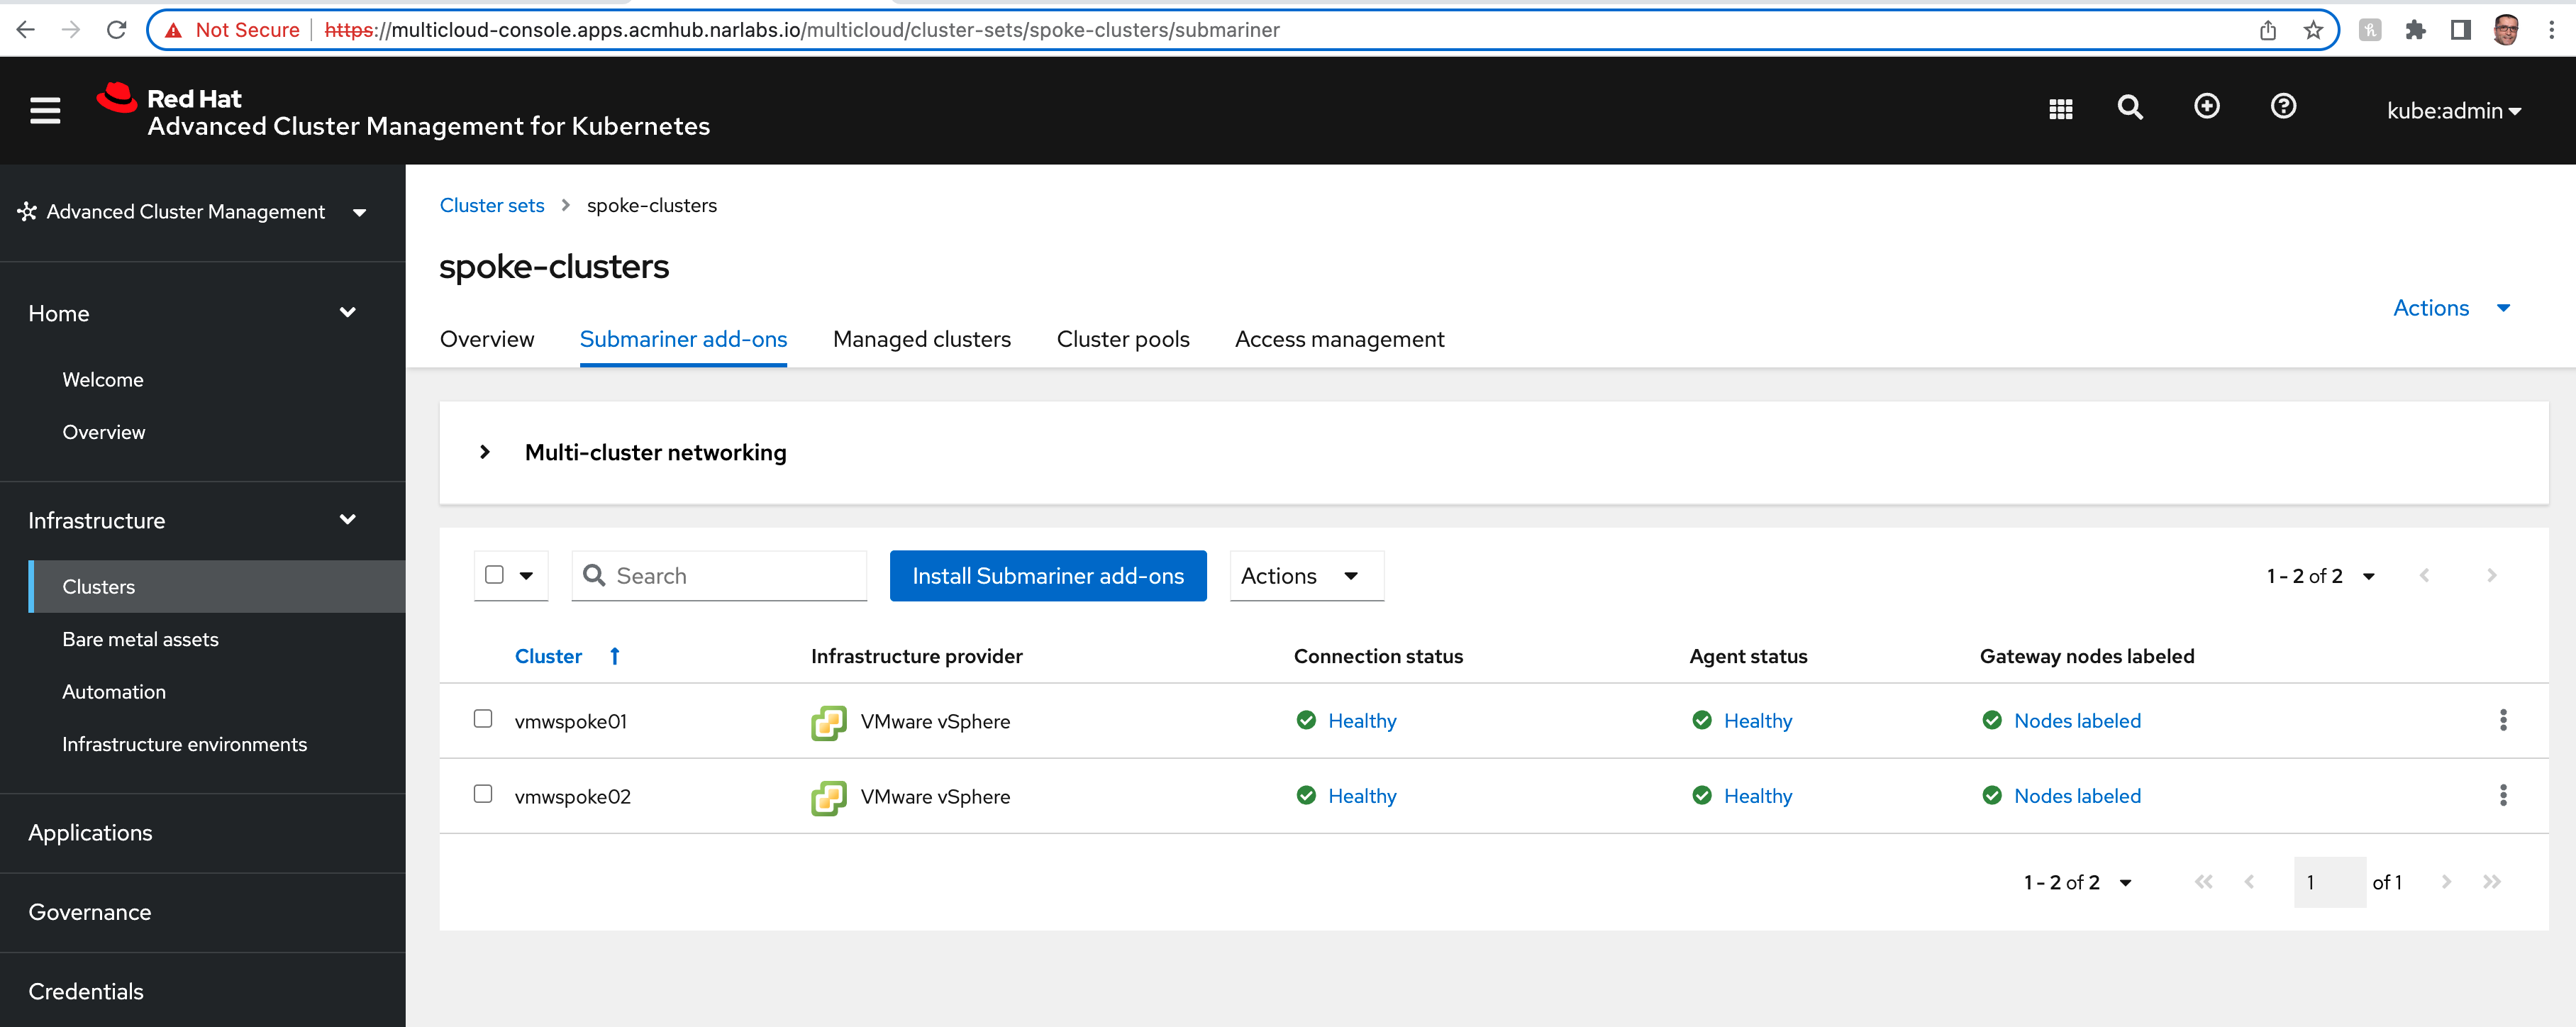 Not Secure | https://multicloud-console.apps.acmhub.narlabs.io/multicloud/cluster-sets/spoke-clusters/submariner
Red Hat
Advanced Cluster Management for Kubernetes
kube:admin
Advanced Cluster Management
Home
Welcome
Overview
Infrastructure
Clusters
Bare metal assets
Automation
Infrastructure environments
Applications
Governance
Credentials
Cluster sets > spoke-clusters
spoke-clusters
Actions
Overview Submariner add-ons Managed clusters Cluster pools Access management
Multi-cluster networking
Search Install Submariner add-ons Actions 1 - 2 of 2
Cluster Infrastructure provider Connection status Agent status Gateway nodes labeled
vmwspoke01 VMware vSphere Healthy Healthy Nodes labeled
vmwspoke02 VMware vSphere Healthy Healthy Nodes labeled
1 - 2 of 2 1 of 1